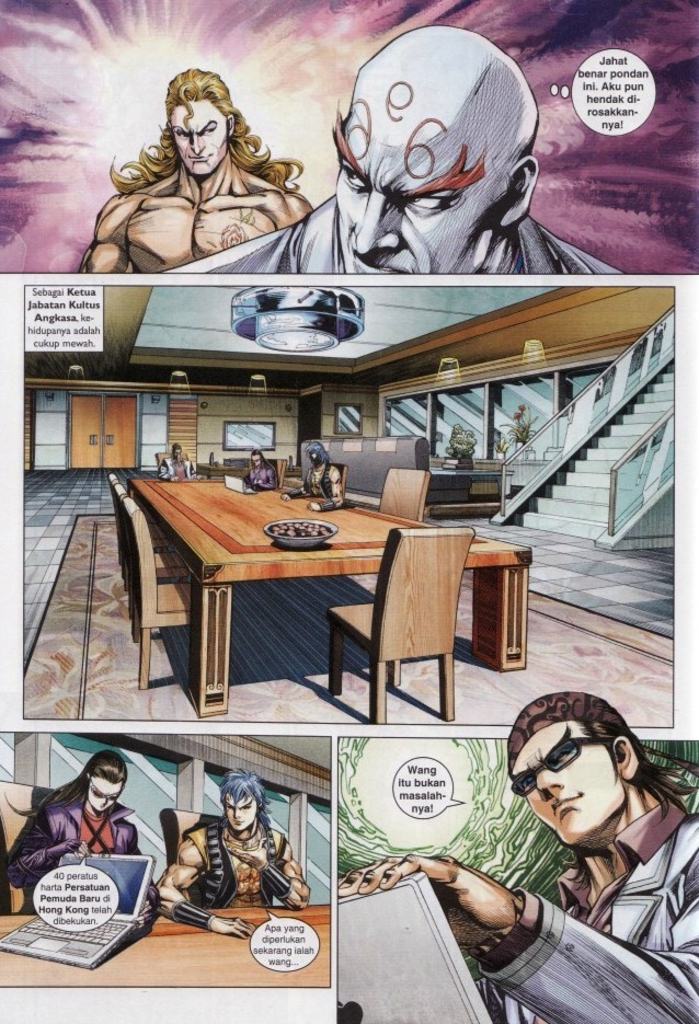 Jahat
benar pondan
ini. Aku pun
hendak di-
rosakkan-
nya!
Sebagai Ketua
Jabatan Kultus
Angkasa, ke-
hidupanya adalah
cukup mewah.
40 peratus
harta Persatuan
Pemuda Baru di
Hong Kong telah
dibekukan.
Apa yang
diperlukan
sekarang ialah
wang...
Wang
itu bukan
masalah-
nya!